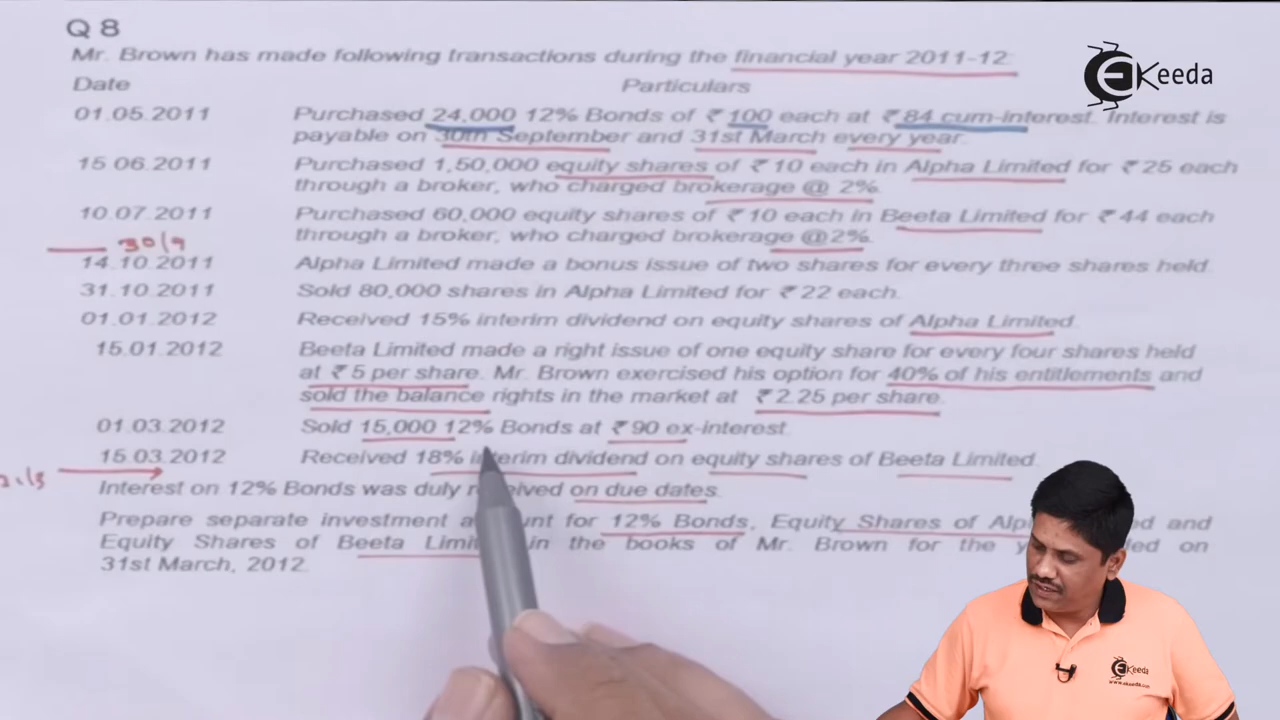 Q 8
Mr. Brown has made following transactions during the financial year 2011-12:
Date Particulars
01.05.2011 Purchased 24,000 12% Bonds of ₹ 100 each at ₹ 84 cum-interest. Interest is
payable on 30th September and 31st March every year.
15 06.2011 Purchased 1,50,000 equity shares of ₹ 10 each in Alpha Limited for ₹ 25 each
through a broker, who charged brokerage @ 2%.
10.07.2011 Purchased 60,000 equity shares of ₹ 10 each in Beeta Limited for ₹ 44 each
through a broker, who charged brokerage @2%.
30/9
14.10.2011 Alpha Limited made a bonus issue of two shares for every three shares held.
31.10.2011 Sold 80,000 shares in Alpha Limited for ₹ 22 each.
01.01.2012 Received 15% interim dividend on equity shares of Alpha Limited.
15.01.2012 Beeta Limited made a right issue of one equity share for every four shares held
at ₹ 5 per share. Mr. Brown exercised his option for 40% of his entitlements and
sold the balance rights in the market at ₹ 2.25 per share.
01.03.2012 Sold 15,000 12% Bonds at ₹ 90 ex-interest.
15.03.2012 Received 18% interim dividend on equity shares of Beeta Limited.
Interest on 12% Bonds was duly received on due dates.
Prepare separate investment for 12% Bonds, Equity Shares of and
Equity Shares of Beeta in the books of Mr. Brown for the on
31st March, 2012.
EKeeda
EKeeda